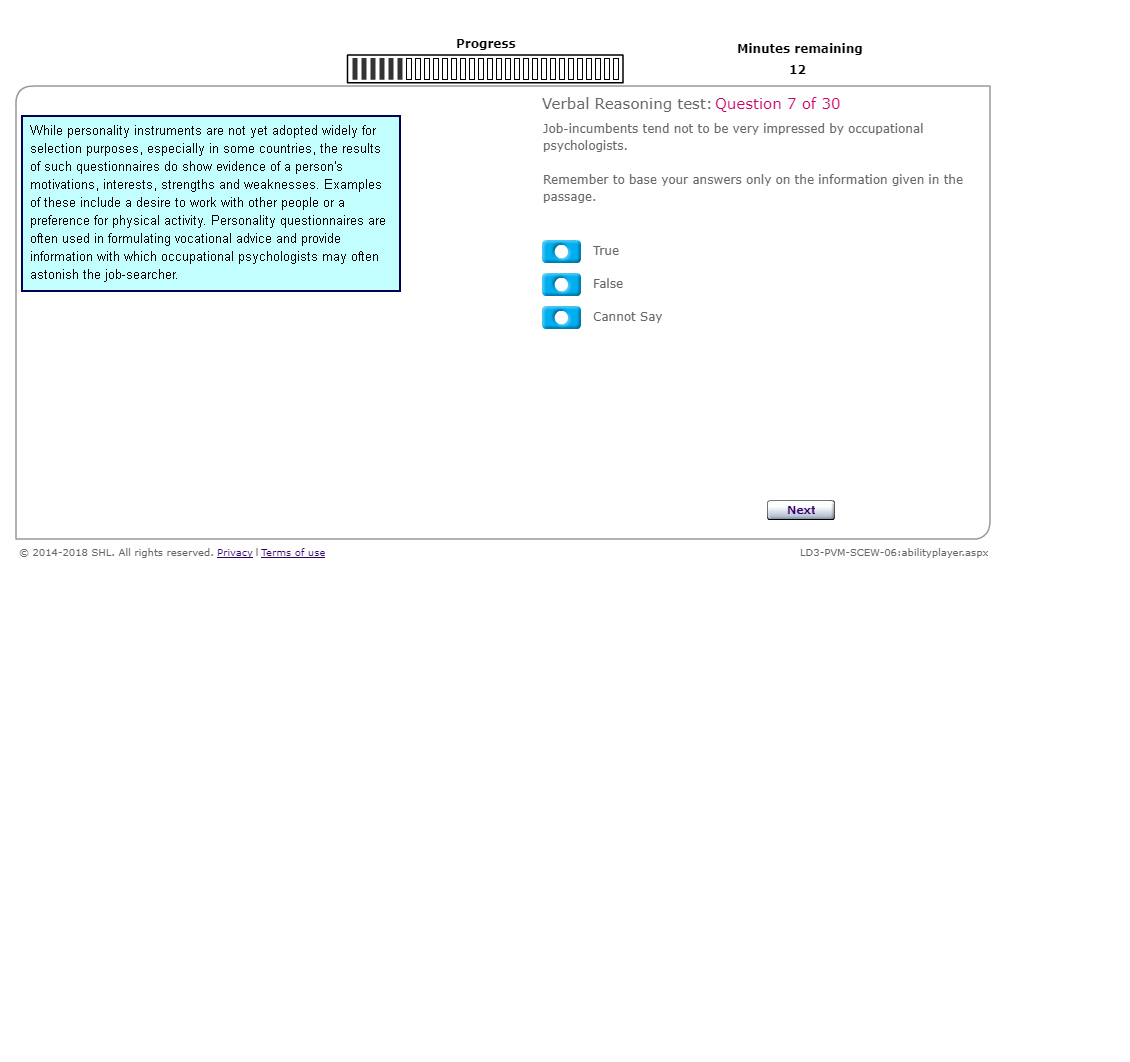 Progress
Minutes remaining
12
Verbal Reasoning test: Question 7 of 30
While personality instruments are not yet adopted widely for
selection purposes, especially in some countries, the results
of such questionnaires do show evidence of a person's
motivations, interests, strengths and weaknesses. Examples
of these include a desire to work with other people or a
preference for physical activity. Personality questionnaires are
often used in formulating vocational advice and provide
information with which occupational psychologists may often
astonish the job-searcher.
Job-incumbents tend not to be very impressed by occupational
psychologists.
Remember to base your answers only on the information given in the
passage.
True
False
Cannot Say
Next
© 2014-2018 SHL. All rights reserved. Privacy | Terms of use
LD3-PVM-SCEW-06:abilityplayer.aspx